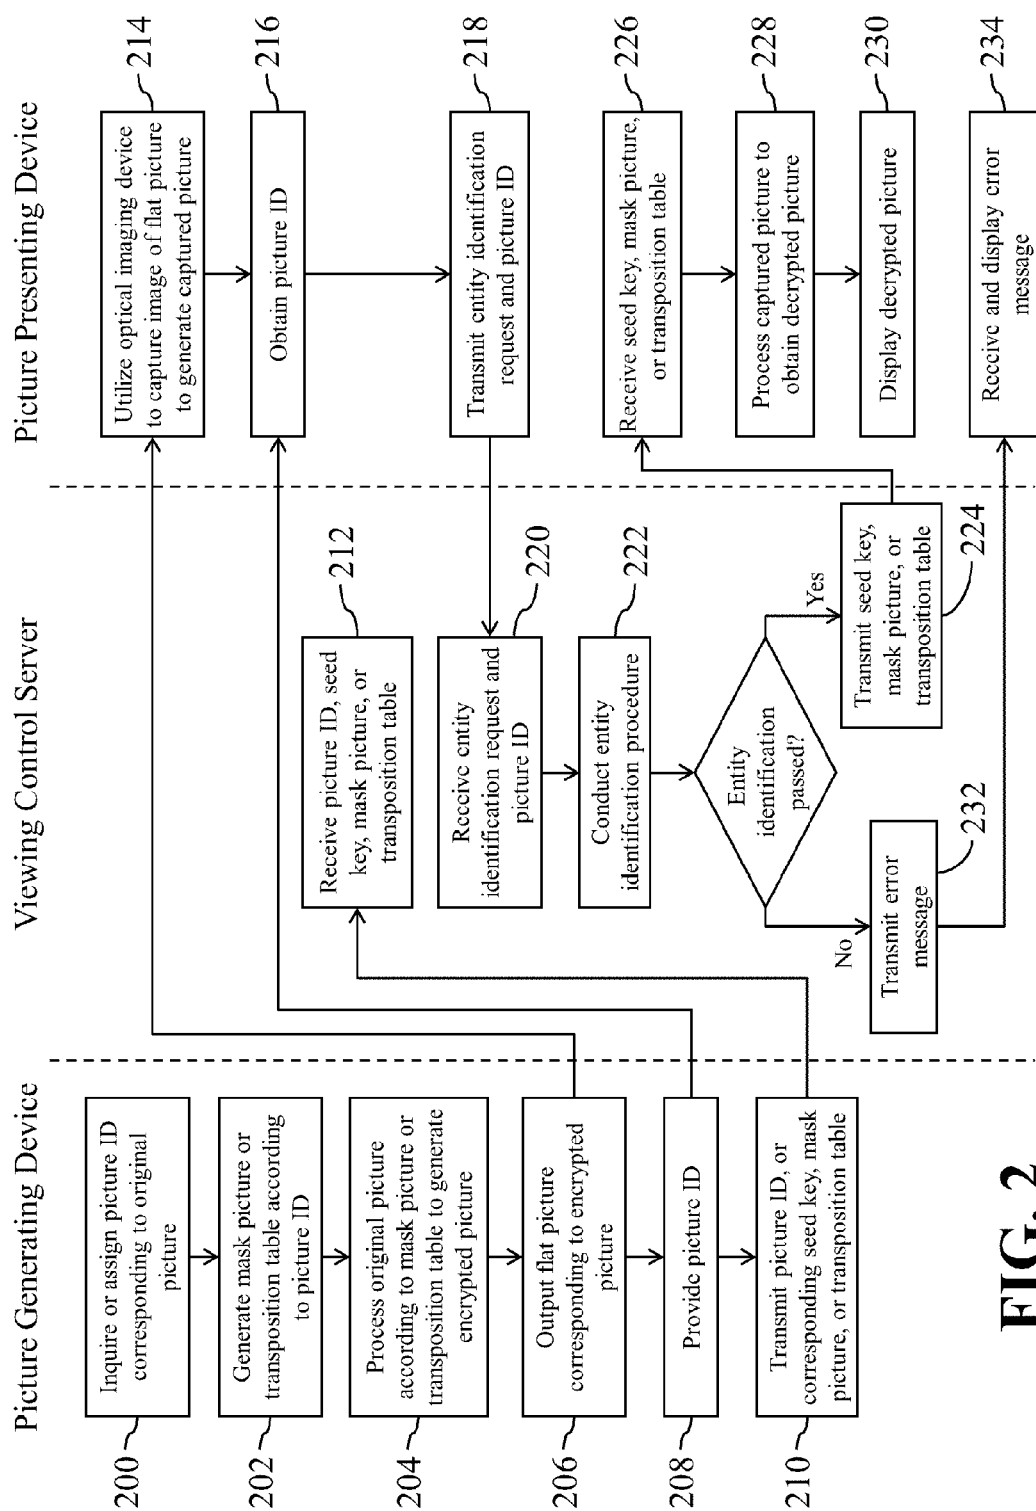 Picture Generating Device
200
Inquire or assign picture ID
corresponding to original
picture
202
Generate mask picture or
transposition table according
to picture ID
204
Process original picture
according to mask picture or
transposition table to generate
encrypted picture
206
Output flat picture
corresponding to encrypted
picture
208
Provide picture ID
210
Transmit picture ID, or
corresponding seed key, mask
picture, or transposition table
Viewing Control Server
Receive picture ID, seed
key, mask picture, or
transposition table
212
Receive entity
identification request and
picture ID
220
Conduct entity
identification procedure
222
Entity
identification
passed?
No
Yes
Transmit error
message
232
Transmit seed key,
mask picture, or
transposition table
224
Picture Presenting Device
Utilize optical imaging device
to capture image of flat picture
to generate captured picture
214
Obtain picture ID
216
Transmit entity identification
request and picture ID
218
Receive seed key, mask picture,
or transposition table
226
Process captured picture to
obtain decrypted picture
228
Display decrypted picture
230
Receive and display error
message
234
FIG. 2